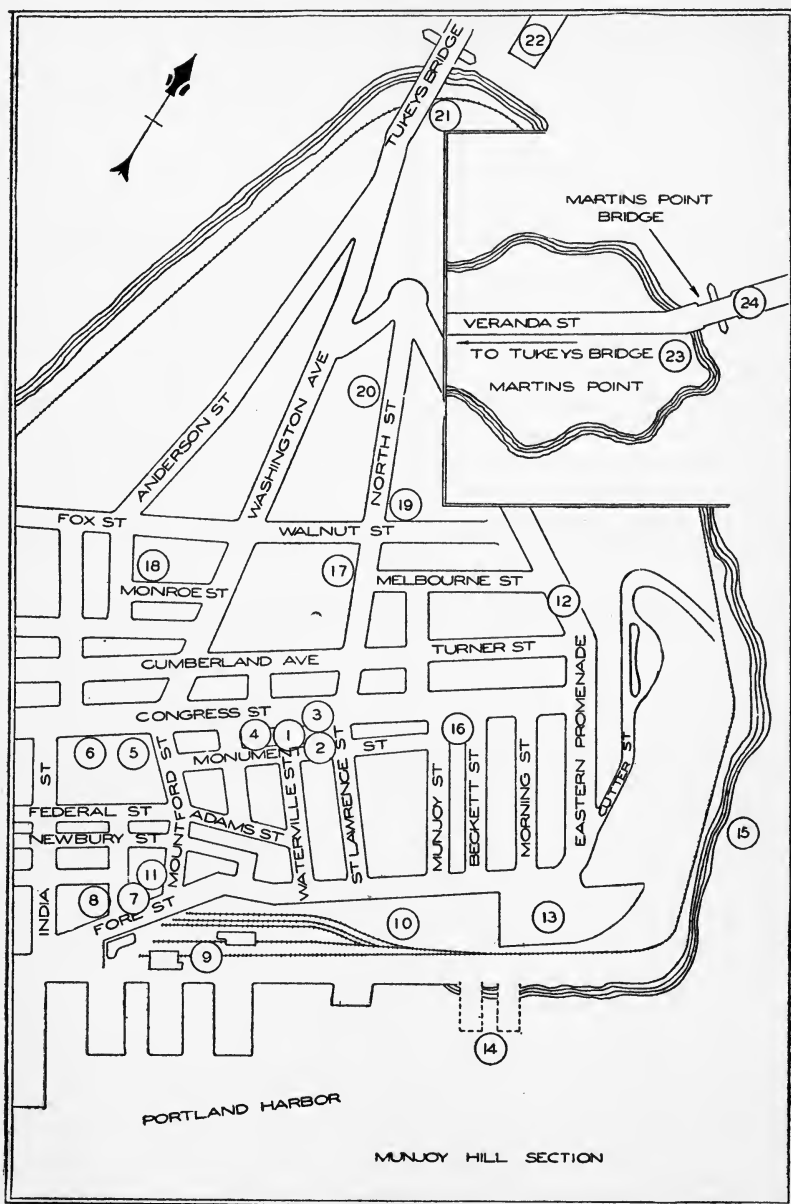 22
TUKEYS BRIDGE
21
MARTINS POINT
BRIDGE
24
VERANDA ST
TO TUKEYS BRIDGE
23
MARTINS POINT
20
ANDERSON ST
WASHINGTON AVE
NORTH ST
19
FOX ST
WALNUT ST
18
17
MELBOURNE ST
MONROE ST
12
TURNER ST
CUMBERLAND AVE
EASTERN PROMENADE
CUTTER ST
CONGRESS ST
3
4
1
16
6
5
MONUMENT ST
2
ST
MOUNTFORD ST
WATERVILLE ST
ST LAWRENCE ST
MUNJOY ST
BECKETT ST
MORNING ST
FEDERAL ST
ADAMS ST
15
NEWBURY ST
11
INDIA
8
7
FORE ST
10
13
9
14
PORTLAND HARBOR
MUNJOY HILL SECTION